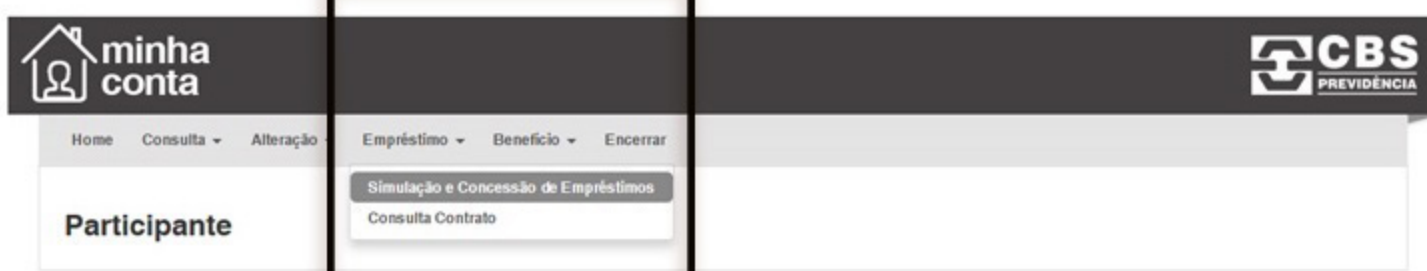 minha
conta
CBS
PREVIDÊNCIA
Home Consulta Alteração Empréstimo Benefício Encerrar
Simulação e Concessão de Empréstimos
Consulta Contrato
Participante